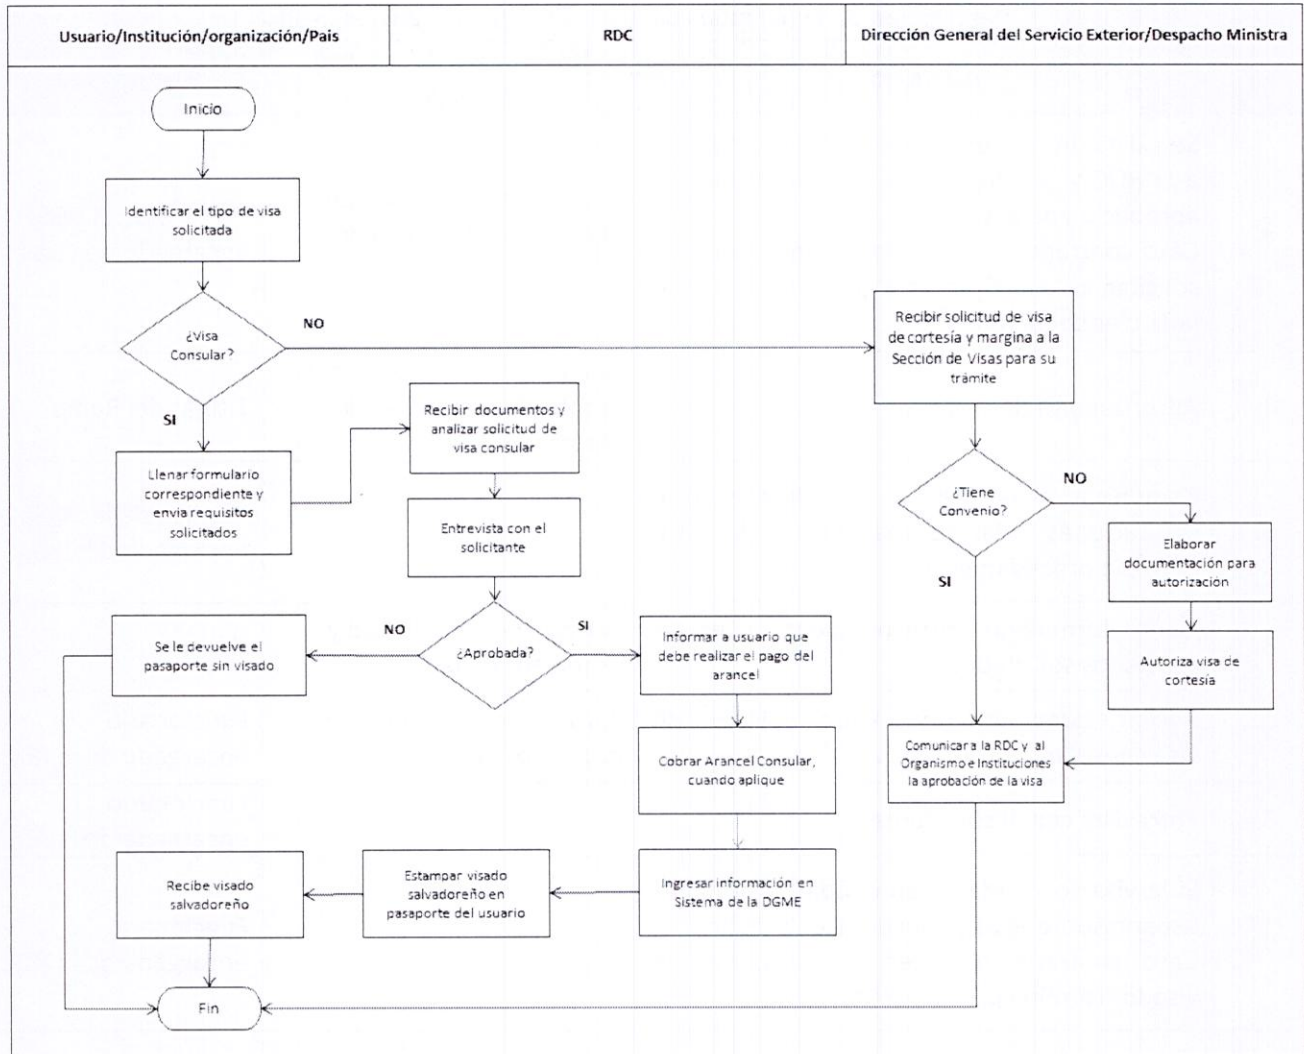 Usuario/Institución/organización/Pais
RDC
Dirección General del Servicio Exterior/Despacho Ministra
Inicio
Identificar el tipo de visa
solicitada
¿Visa
Consular?
NO
SI
Recibir solicitud de visa
de cortesía y margina a la
Sección de Visas para su
trámite
Recibir documentos y
analizar solicitud de
visa consular
Llenar formulario
correspondiente y
envia requisitos
solicitados
¿Tiene
Convenio?
NO
SI
Entrevista con el
solicitante
Elaborar
documentación para
autorización
Se le devuelve el
pasaporte sin visado
NO
¿Aprobada?
SI
Informar a usuario que
debe realizar el pago del
arancel
Autoriza visa de
cortesía
Cobrar Arancel Consular,
cuando aplique
Comunicar a la RDC y al
Organismo e Instituciones
la aprobación de la visa
Recibe visado
salvadoreño
Estampar visado
salvadoreño en
pasaporte del usuario
Ingresar información en
Sistema de la DGME
Fin